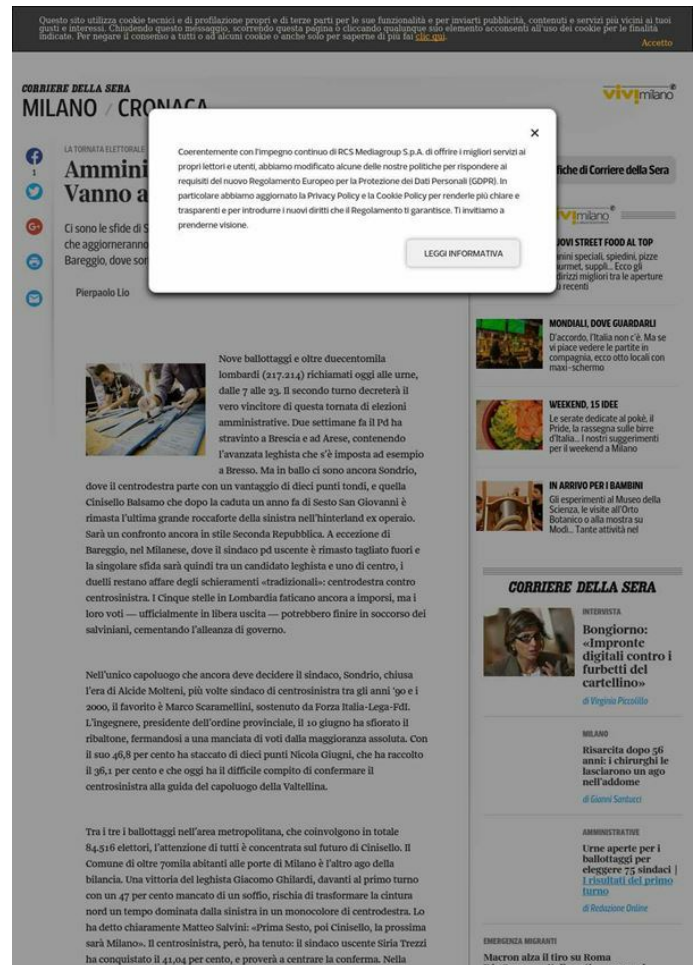 Questo sito utilizza cookie tecnici e di profilazione propri e di terze parti per le sue funzionalità e per inviarti pubblicità, contenuti e servizi più vicini ai tuoi
gusti e interessi. Chiudendo questo messaggio, scorrendo questa pagina o cliccando qualunque suo elemento acconsenti all'uso dei cookie per le finalità
indicate. Per negare il consenso a tutti o ad alcuni cookie o anche solo per saperne di più fai clic qui.
Accetto
CORRIERE DELLA SERA
MILANO / CRONACA
vivimilano
LA TORNATA ELETTORALE
Ammini
Vanno a
Ci sono le sfide di S
che aggiorneranno
Bareggio, dove son
Pierpaolo Lio
1
×
Coerentemente con l'impegno continuo di RCS Mediagroup S.p.A. di offrire i migliori servizi ai
propri lettori e utenti, abbiamo modificato alcune delle nostre politiche per rispondere ai
requisiti del nuovo Regolamento Europeo per la Protezione dei Dati Personali (GDPR). In
particolare abbiamo aggiornato la Privacy Policy e la Cookie Policy per renderle più chiare e
trasparenti e per introdurre i nuovi diritti che il Regolamento ti garantisce. Ti invitiamo a
prenderne visione.
LEGGI INFORMATIVA
Nove ballottaggi e oltre duecentomila
lombardi (217.214) richiamati oggi alle urne,
dalle 7 alle 23. Il secondo turno decreterà il
vero vincitore di questa tornata di elezioni
amministrative. Due settimane fa il Pd ha
stravinto a Brescia e ad Arese, contenendo
l'avanzata leghista che s'è imposta ad esempio
a Bresso. Ma in ballo ci sono ancora Sondrio,
dove il centrodestra parte con un vantaggio di dieci punti tondi, e quella
Cinisello Balsamo che dopo la caduta un anno fa di Sesto San Giovanni è
rimasta l'ultima grande roccaforte della sinistra nell'hinterland ex operaio.
Sarà un confronto ancora in stile Seconda Repubblica. A eccezione di
Bareggio, nel Milanese, dove il sindaco pd uscente è rimasto tagliato fuori e
la singolare sfida sarà quindi tra un candidato leghista e uno di centro, i
duelli restano affare degli schieramenti «tradizionali»: centrodestra contro
centrosinistra. I Cinque stelle in Lombardia faticano ancora a imporsi, ma i
loro voti — ufficialmente in libera uscita — potrebbero finire in soccorso dei
salviniani, cementando l'alleanza di governo.
Nell'unico capoluogo che ancora deve decidere il sindaco, Sondrio, chiusa
l'era di Alcide Molteni, più volte sindaco di centrosinistra tra gli anni '90 e i
2000, il favorito è Marco Scaramellini, sostenuto da Forza Italia-Lega-FdI.
L'ingegnere, presidente dell'ordine provinciale, il 10 giugno ha sfiorato il
ribaltone, fermandosi a una manciata di voti dalla maggioranza assoluta. Con
il suo 46,8 per cento ha staccato di dieci punti Nicola Giugni, che ha raccolto
il 36,1 per cento e che oggi ha il difficile compito di confermare il
centrosinistra alla guida del capoluogo della Valtellina.
Tra i tre i ballottaggi nell'area metropolitana, che coinvolgono in totale
84.516 elettori, l'attenzione di tutti è concentrata sul futuro di Cinisello. Il
Comune di oltre 70mila abitanti alle porte di Milano è l'altro ago della
bilancia. Una vittoria del leghista Giacomo Ghilardi, davanti al primo turno
con un 47 per cento mancato di un soffio, rischia di trasformare la cintura
nord un tempo dominata dalla sinistra in un monocolore di centrodestra. Lo
ha detto chiaramente Matteo Salvini: «Prima Sesto, poi Cinisello, la prossima
sarà Milano». Il centrosinistra, però, ha tenuto: il sindaco uscente Siria Trezzi
ha conquistato il 41,04 per cento, e proverà a centrare la conferma. Nella
fiche di Corriere della Sera
vivimilano
UOVI STREET FOOD AL TOP
nini speciali, spiedini, pizze
urmet, supplì... Ecco gli
dirizzi migliori tra le aperture
ù recenti
MONDIALI, DOVE GUARDARLI
D'accordo, l'Italia non c'è. Ma se
vi piace vedere le partite in
compagnia, ecco otto locali con
maxi-schermo
WEEKEND, 15 IDEE
Le serate dedicate al pokè, il
Pride, la rassegna sulle birre
d'Italia... I nostri suggerimenti
per il weekend a Milano
IN ARRIVO PER I BAMBINI
Gli esperimenti al Museo della
Scienza, le visite all'Orto
Botanico o alla mostra su
Modì... Tante attività nel
CORRIERE DELLA SERA
INTERVISTA
Bongiorno:
«Impronte
digitali contro i
furbetti del
cartellino»
di Virginia Piccolillo
MILANO
Risarcita dopo 56
anni: i chirurghi le
lasciarono un ago
nell'addome
di Gianni Santucci
AMMINISTRATIVE
Urne aperte per i
ballottaggi per
eleggere 75 sindaci |
I risultati del primo
turno
di Redazione Online
EMERGENZA MIGRANTI
Macron alza il tiro su Roma